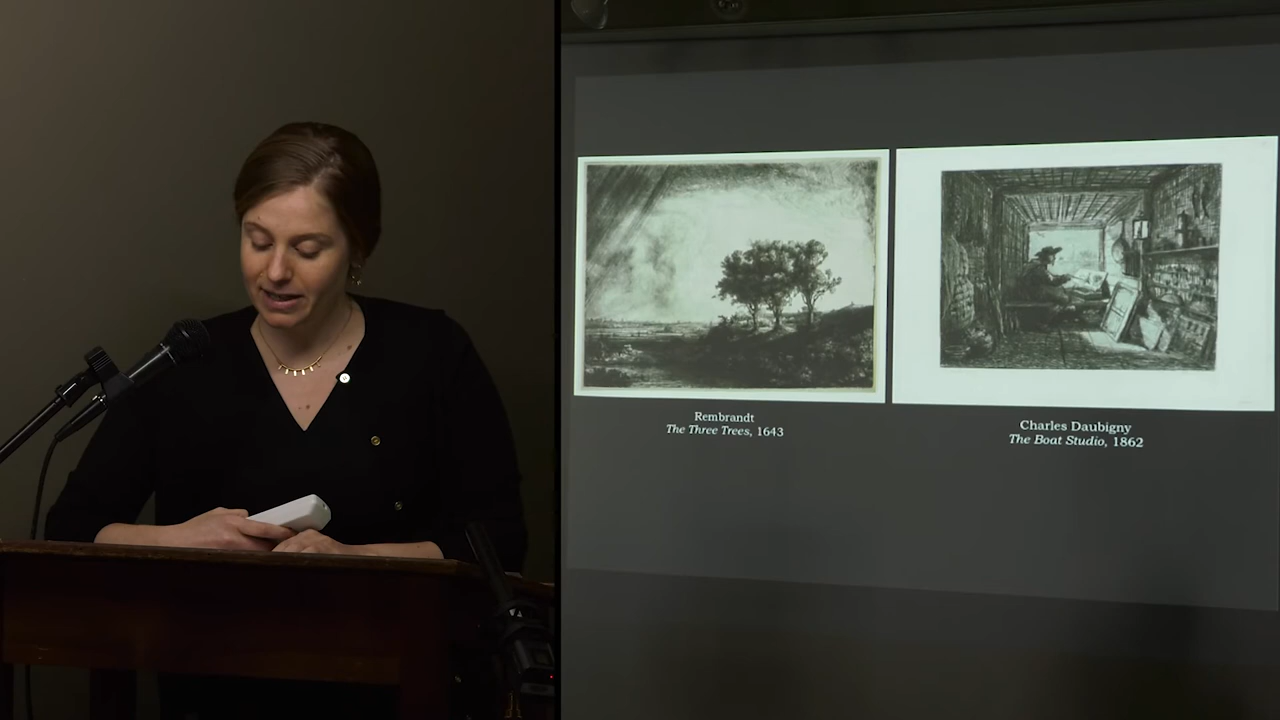 Rembrandt
The Three Trees, 1643
Charles Daubigny
The Boat Studio, 1862